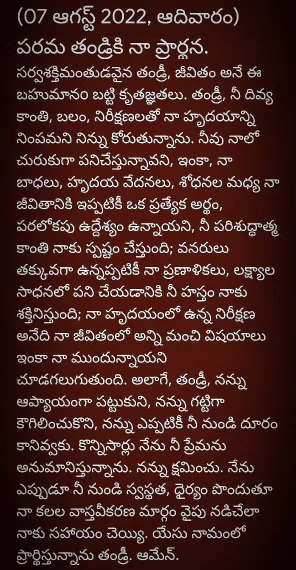 (07 ఆగస్ట్ 2022, ఆదివారం)
పరమ తండ్రికి నా ప్రార్థన.
సర్వశక్తిమంతుడవైన తండ్రీ, జీవితం అనే ఈ
బహుమానం బట్టి కృతజ్ఞతలు. తండ్రీ, నీ దివ్య
కాంతి, బలం, నిరీక్షణలతో నా హృదయాన్ని
నింపమని నిన్ను కోరుతున్నాను. నీవు నాలో
చురుకుగా పనిచేస్తున్నావని, ఇంకా, నా
బాధలు, హృదయ వేదనలు, శోధనల మధ్య నా
జీవితానికి ఇప్పటికీ ఒక ప్రత్యేక అర్థం,
పరలోకపు ఉద్దేశ్యం ఉన్నాయని, నీ పరిశుద్ధాత్మ
కాంతి నాకు స్పష్టం చేస్తుంది; వనరులు
తక్కువగా ఉన్నప్పటికీ నా ప్రణాళికలు, లక్ష్యాల
సాధనలో పని చేయడానికి నీ హస్తం నాకు
శక్తినిస్తుంది; నా హృదయంలో ఉన్న నిరీక్షణ
అనేది నా జీవితంలో అన్ని మంచి విషయాలు
ఇంకా నా ముందున్నాయని
చూడగలుగుతుంది. అలాగే, తండ్రీ, నన్ను
ఆప్యాయంగా పట్టుకుని, నన్ను గట్టిగా
కౌగిలించుకొని, నన్ను ఎప్పటికీ నీ నుండి దూరం
కానివ్వకు. కొన్నిసార్లు నేను నీ ప్రేమను
అనుమానిస్తున్నాను. నన్ను క్షమించు. నేను
ఎప్పుడూ నీ నుండి స్వస్థత, ధైర్యం పొందుతూ
నా కలల వాస్తవీకరణ మార్గం వైపు నడిచేలా
నాకు సహాయం చెయ్యి. యేసు నామంలో
ప్రార్థిస్తున్నాను తండ్రీ. ఆమేన్.